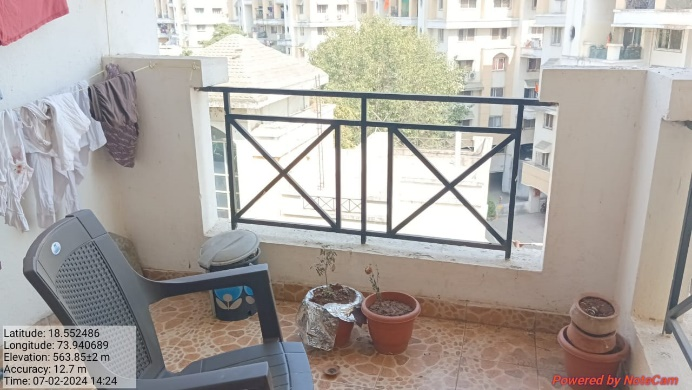 Latitude: 18.552486
Longitude: 73.940689
Elevation: 563.85±2 m
Accuracy: 12.7 m
Time: 07-02-2024 14:24
Powered by NoteCam